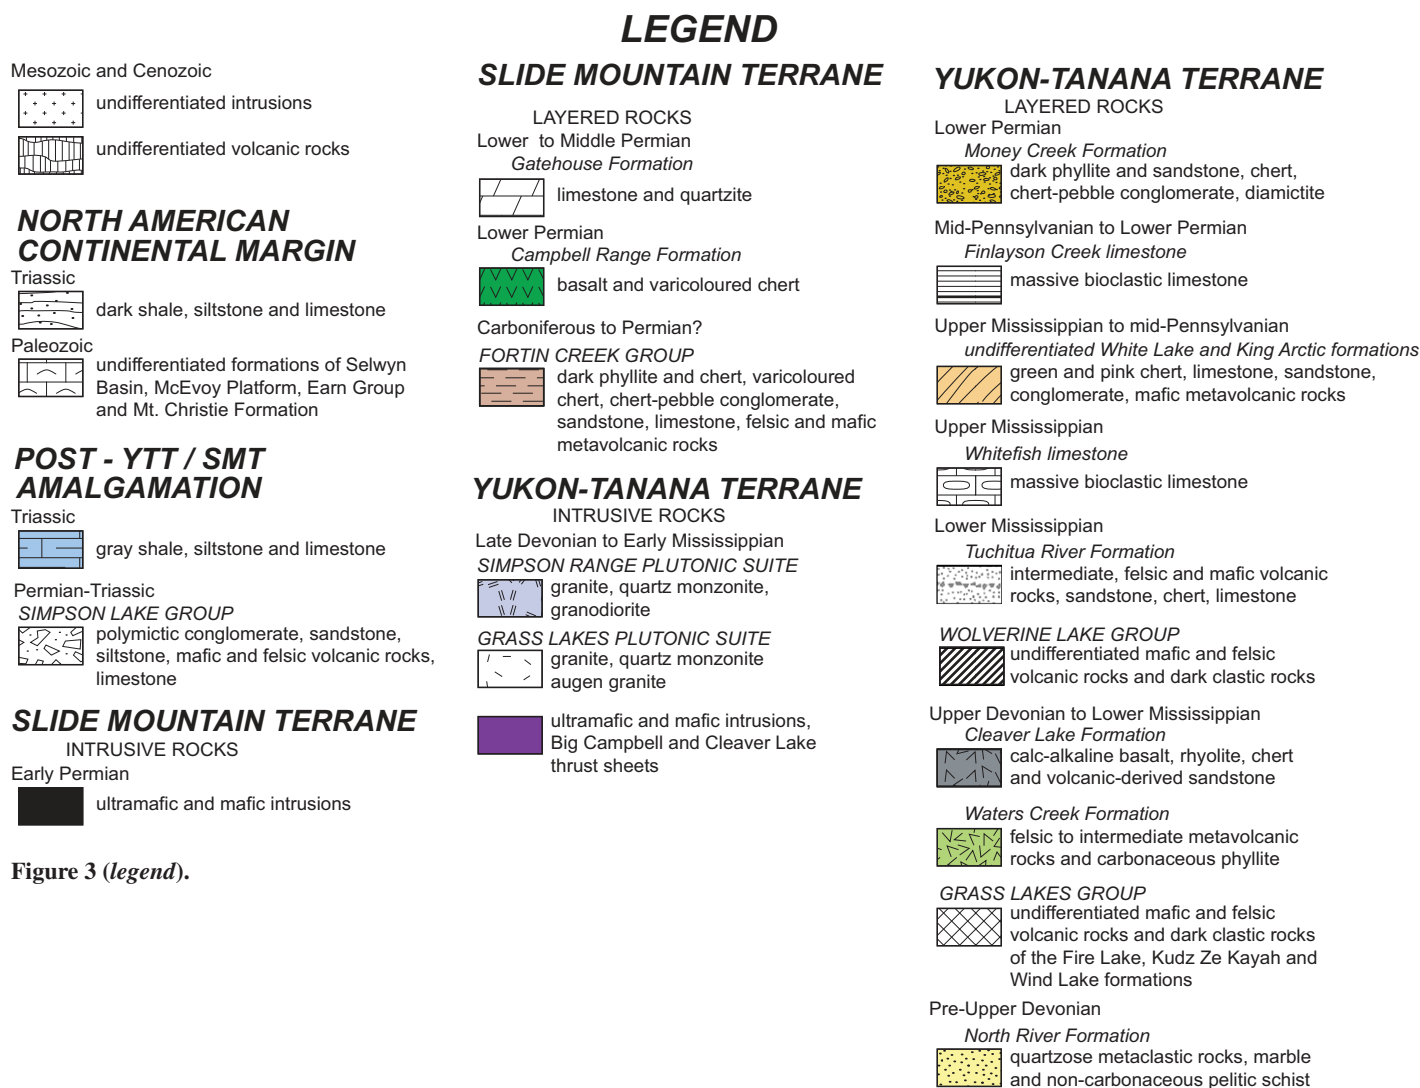 LEGEND
Mesozoic and Cenozoic
undifferentiated intrusions
undifferentiated volcanic rocks
NORTH AMERICAN
CONTINENTAL MARGIN
Triassic
dark shale, siltstone and limestone
Paleozoic
undifferentiated formations of Selwyn
Basin, McEvoy Platform, Earn Group
and Mt. Christie Formation
POST - YTT / SMT
AMALGAMATION
Triassic
gray shale, siltstone and limestone
Permian-Triassic
SIMPSON LAKE GROUP
polymictic conglomerate, sandstone,
siltstone, mafic and felsic volcanic rocks,
limestone
SLIDE MOUNTAIN TERRANE
INTRUSIVE ROCKS
Early Permian
ultramafic and mafic intrusions
Figure 3 (legend).
SLIDE MOUNTAIN TERRANE
LAYERED ROCKS
Lower to Middle Permian
Gatehouse Formation
limestone and quartzite
Lower Permian
Campbell Range Formation
basalt and varicoloured chert
Carboniferous to Permian?
FORTIN CREEK GROUP
dark phyllite and chert, varicoloured
chert, chert-pebble conglomerate,
sandstone, limestone, felsic and mafic
metavolcanic rocks
YUKON-TANANA TERRANE
INTRUSIVE ROCKS
Late Devonian to Early Mississippian
SIMPSON RANGE PLUTONIC SUITE
granite, quartz monzonite,
granodiorite
GRASS LAKES PLUTONIC SUITE
granite, quartz monzonite
augen granite
ultramafic and mafic intrusions,
Big Campbell and Cleaver Lake
thrust sheets
YUKON-TANANA TERRANE
LAYERED ROCKS
Lower Permian
Money Creek Formation
dark phyllite and sandstone, chert,
chert-pebble conglomerate, diamictite
Mid-Pennsylvanian to Lower Permian
Finlayson Creek limestone
massive bioclastic limestone
Upper Mississippian to mid-Pennsylvanian
undifferentiated White Lake and King Arctic formations
green and pink chert, limestone, sandstone,
conglomerate, mafic metavolcanic rocks
Upper Mississippian
Whitefish limestone
massive bioclastic limestone
Lower Mississippian
Tuchitua River Formation
intermediate, felsic and mafic volcanic
rocks, sandstone, chert, limestone
WOLVERINE LAKE GROUP
undifferentiated mafic and felsic
volcanic rocks and dark clastic rocks
Upper Devonian to Lower Mississippian
Cleaver Lake Formation
calc-alkaline basalt, rhyolite, chert
and volcanic-derived sandstone
Waters Creek Formation
felsic to intermediate metavolcanic
rocks and carbonaceous phyllite
GRASS LAKES GROUP
undifferentiated mafic and felsic
volcanic rocks and dark clastic rocks
of the Fire Lake, Kudz Ze Kayah and
Wind Lake formations
Pre-Upper Devonian
North River Formation
quartzose metaclastic rocks, marble
and non-carbonaceous pelitic schist